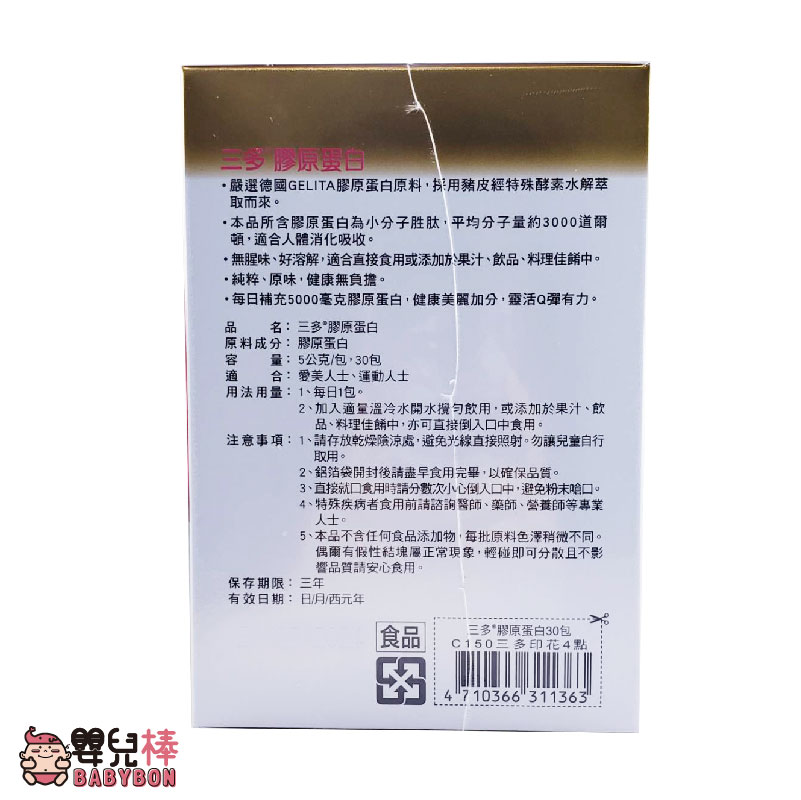 三多®膠原蛋白
•嚴選德國GELITA膠原蛋白原料,採用豬皮經特殊酵素水解萃
取而來。
•本品所含膠原蛋白為小分子胜肽,平均分子量約3000道爾
頓,適合人體消化吸收。
•無腥味、好溶解,適合直接食用或添加於果汁、飲品、料理佳餚中。
•純粹、原味,健康無負擔。
•每日補充5000毫克膠原蛋白,健康美麗加分,靈活Q彈有力。
品　　名:三多®膠原蛋白
原料成分:膠原蛋白
容　　量:5公克/包,30包
適　　合:愛美人士、運動人士
用法用量:1、每日1包。
2、加入適量溫冷水開水攪勻飲用,或添加於果汁、飲
品、料理佳餚中,亦可直接倒入口中食用。
注意事項:1、請存放乾燥陰涼處,避免光線直接照射。勿讓兒童自行
取用。
2、鋁箔袋開封後請盡早食用完畢,以確保品質。
3、直接就口食用時請分數次小心倒入口中,避免粉末嗆口。
4、特殊疾病者食用前請諮詢醫師、藥師、營養師等專業
人士。
5、本品不含任何食品添加物,每批原料色澤稍微不同。
偶爾有假性結塊屬正常現象,輕碰即可分散且不影
響品質請安心食用。
保存期限:三年
有效日期:日/月/西元年
食品
三多®膠原蛋白30包
C150三多印花4點
4 710366 311363
嬰兒棒
BABYBON